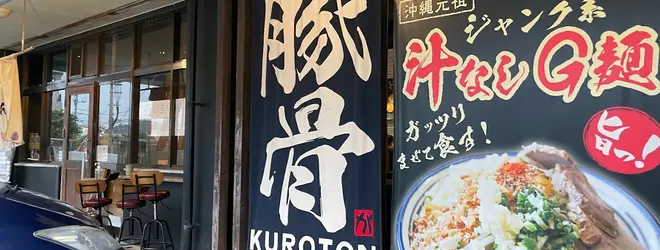 豚骨
が
KUROTON
沖縄元祖
ジャンク系
汁なしG麺
ガッツリ
まぜて食す!
旨っ!